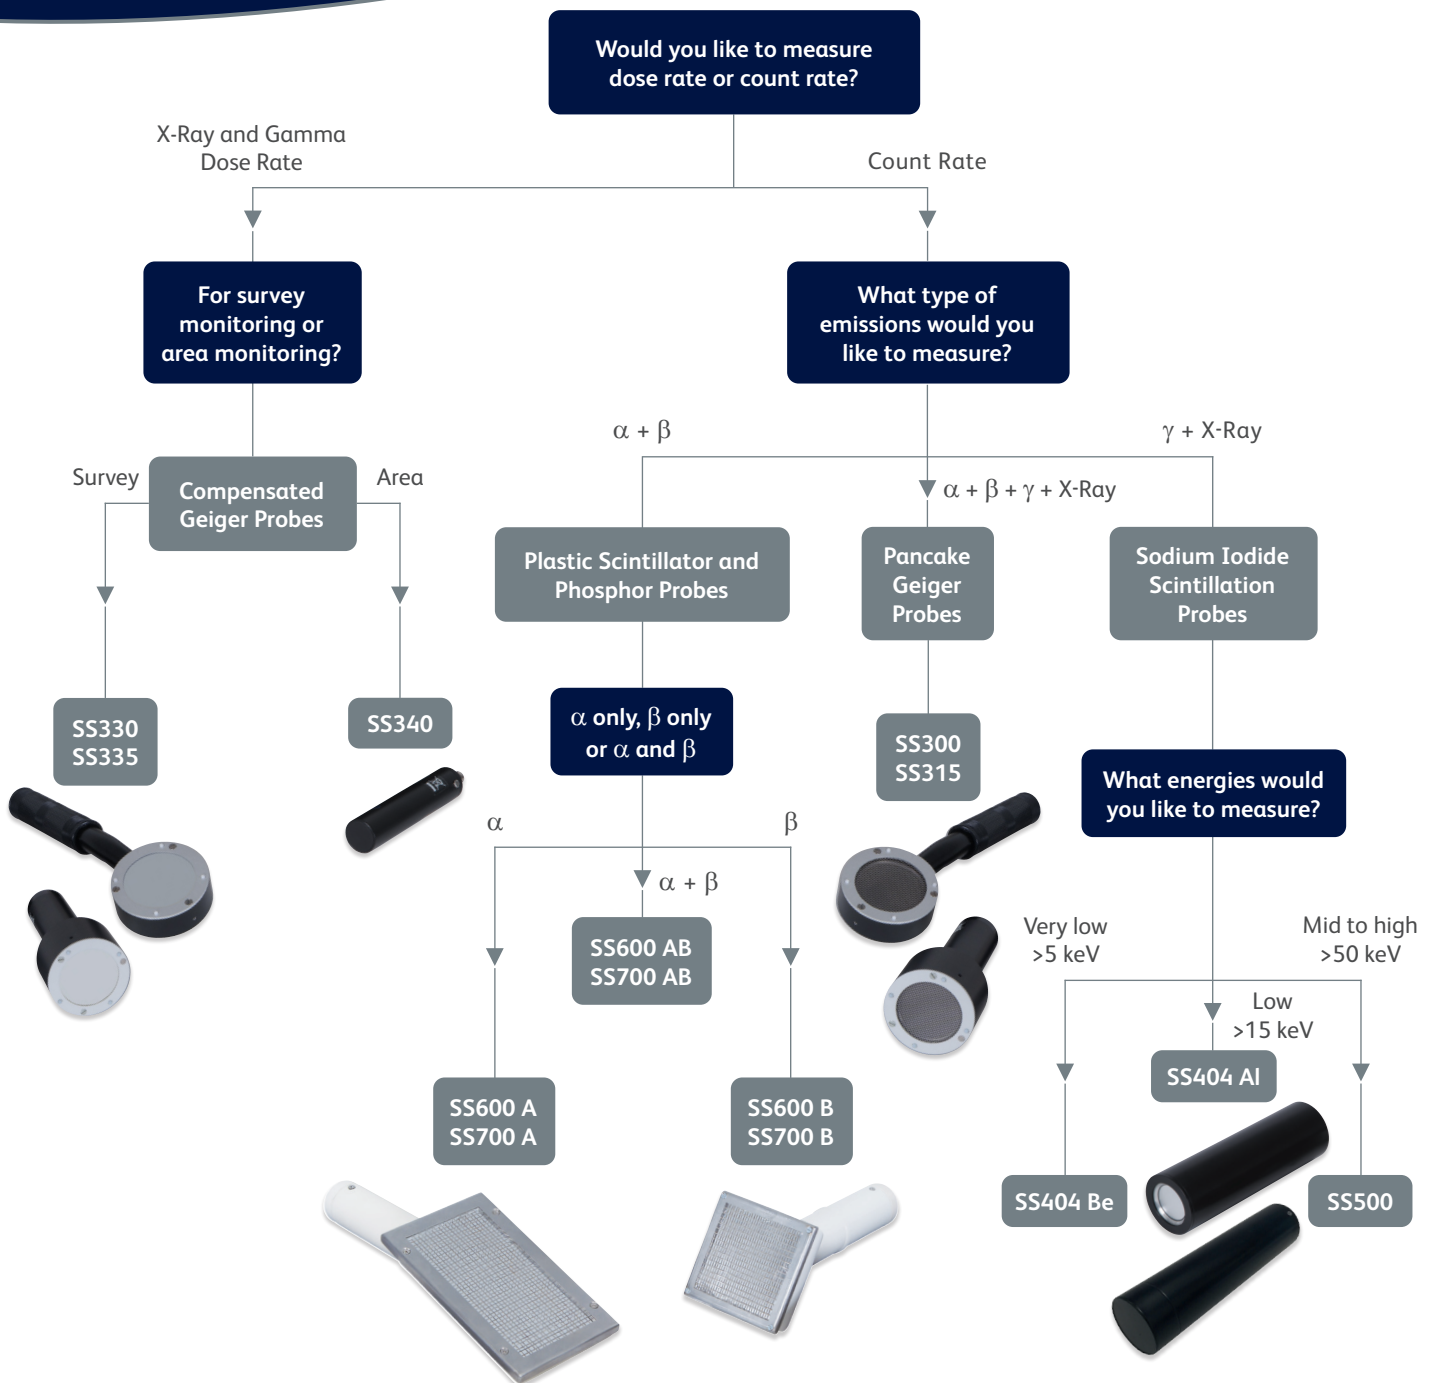 Would you like to measure
dose rate or count rate?
X-Ray and Gamma
Dose Rate
Count Rate
For survey
monitoring or
area monitoring?
What type of
emissions would you
like to measure?
α + β
γ + X-Ray
α + β + γ + X-Ray
Survey
Compensated
Geiger Probes
Area
Plastic Scintillator and
Phosphor Probes
Pancake
Geiger
Probes
Sodium Iodide
Scintillation
Probes
SS330
SS335
SS340
α only, β only
or α and β
SS300
SS315
What energies would
you like to measure?
α
β
α + β
SS600 AB
SS700 AB
Very low
>5 keV
Mid to high
>50 keV
Low
>15 keV
SS404 Al
SS600 A
SS700 A
SS600 B
SS700 B
SS404 Be
SS500